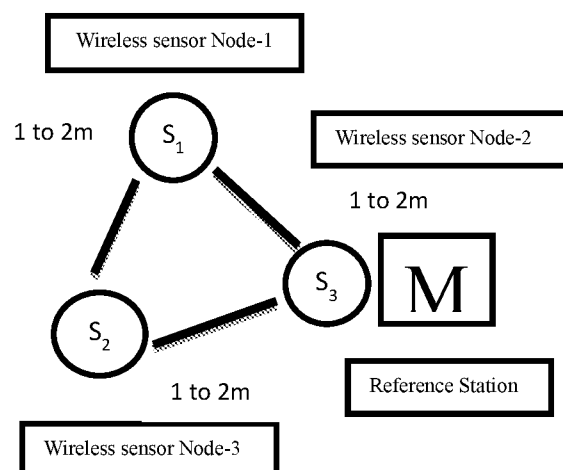 Wireless sensor Node-1
1 to 2m
S₁
Wireless sensor Node-2
1 to 2m
S₃
M
S₂
Reference Station
1 to 2m
Wireless sensor Node-3